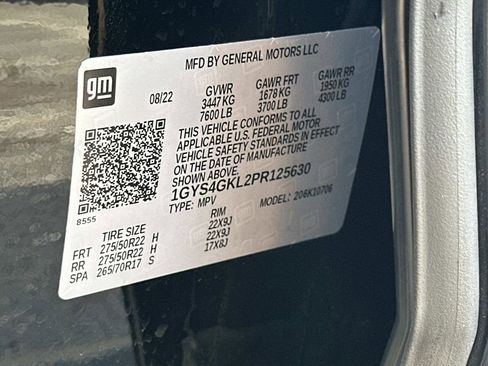 MFD BY GENERAL MOTORS LLC
gm
08/22
GVWR GAWR FRT GAWR RR
3447 KG 1678 KG 1950 KG
7600 LB 3700 LB 4300 LB
THIS VEHICLE CONFORMS TO ALL
APPLICABLE U.S. FEDERAL MOTOR
VEHICLE SAFETY STANDARDS IN EFFECT
ON THE DATE OF MANUFACTURE
SHOWN ABOVE.
1GYS4GKL2PR125630
TYPE: MPV MODEL: 206K10706
8555
TIRE SIZE RIM
FRT 275/50R22 H 22X9J
RR 275/50R22 H 22X9J
SPA 265/70R17 S 17X8J